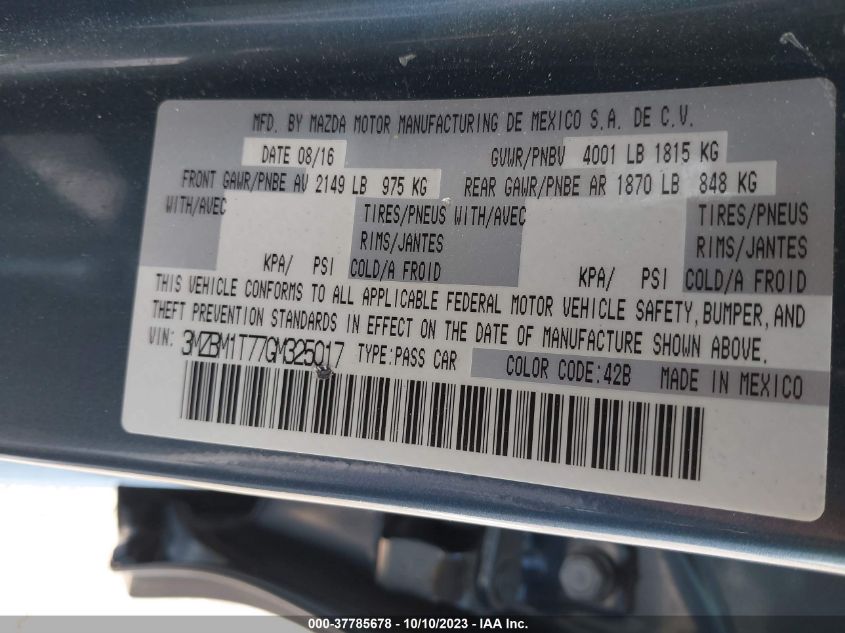 MFD. BY MAZDA MOTOR MANUFACTURING DE MEXICO S.A. DE C.V.
DATE 08/16 GVWR/PNBV 4001 LB 1815 KG
FRONT GAWR/PNBE AV 2149 LB 975 KG REAR GAWR/PNBE AR 1870 LB 848 KG
WITH/AVEC TIRES/PNEUS WITH/AVEC TIRES/PNEUS
RIMS/JANTES RIMS/JANTES
KPA/ PSI COLD/A FROID KPA/ PSI COLD/A FROID
THIS VEHICLE CONFORMS TO ALL APPLICABLE FEDERAL MOTOR VEHICLE SAFETY, BUMPER, AND
THEFT PREVENTION STANDARDS IN EFFECT ON THE DATE OF MANUFACTURE SHOWN ABOVE.
VIN: 3MZBM1T77GM325017 TYPE:PASS CAR COLOR CODE:42B MADE IN MEXICO
000-37785678 - 10/10/2023 - IAA Inc.